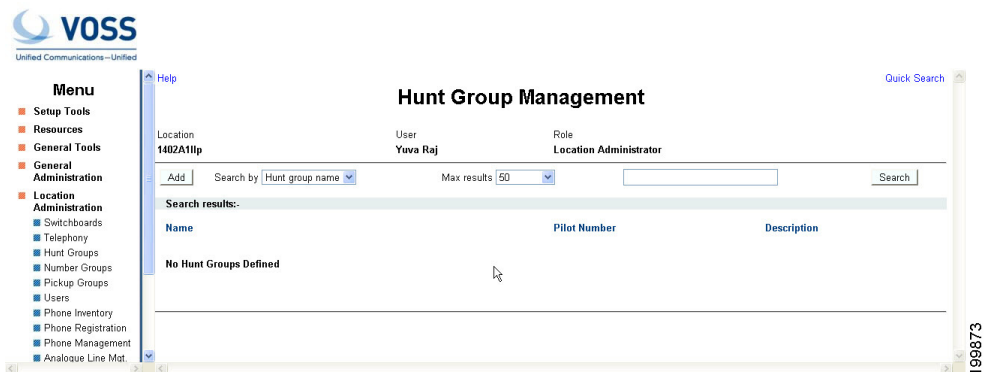 VOSS
Unified Communications—Unified
Menu
Setup Tools
Resources
General Tools
General
Administration
Location
Administration
Switchboards
Telephony
Hunt Groups
Number Groups
Pickup Groups
Users
Phone Inventory
Phone Registration
Phone Management
Analogue Line Mgt.
Help
Quick Search
Hunt Group Management
Location User Role
1402A1IIp Yuva Raj Location Administrator
Add Search by Hunt group name Max results 50 Search
Search results:-
Name Pilot Number Description
No Hunt Groups Defined
199873